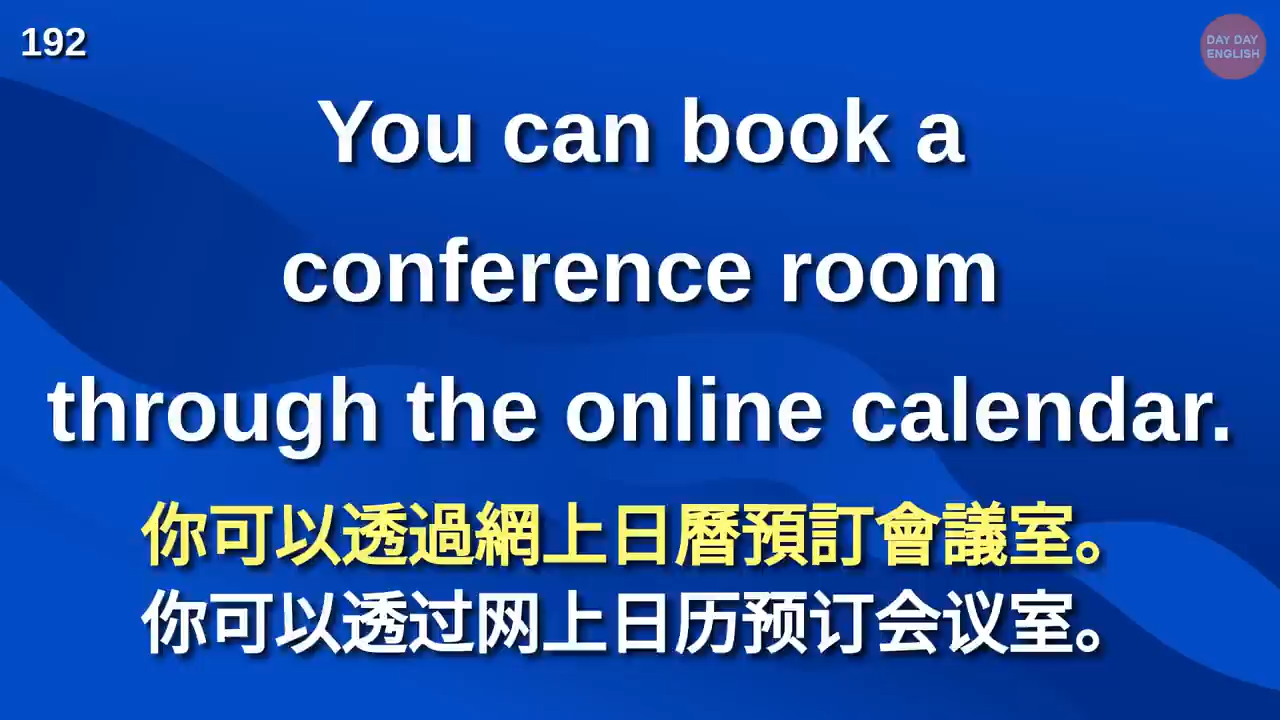 192
DAY DAY
ENGLISH
You can book a
conference room
through the online calendar.
你可以透過網上日曆預訂會議室。
你可以透过网上日历预订会议室。